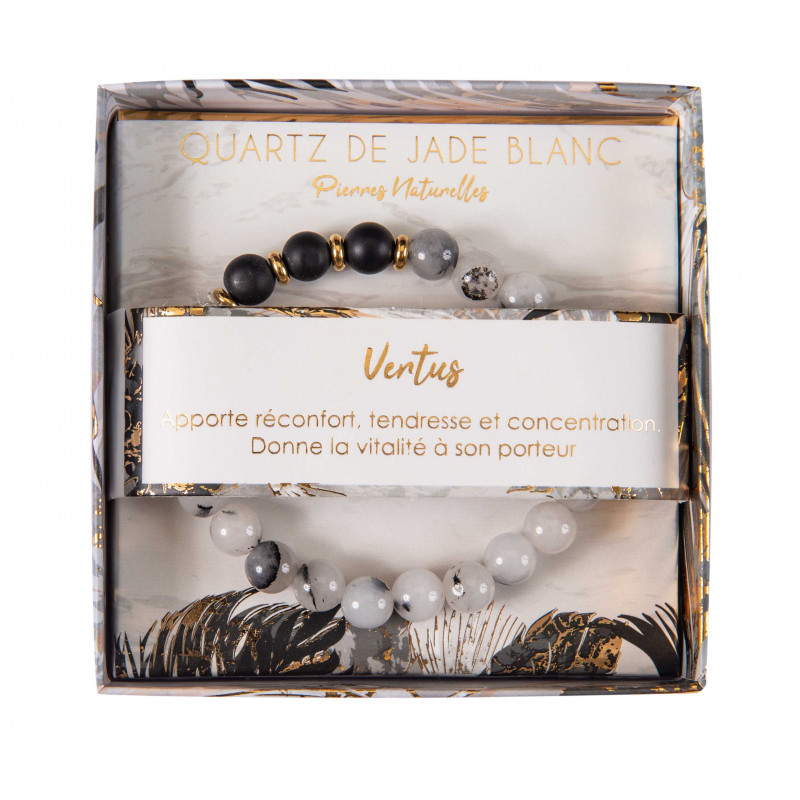 QUARTZ DE JADE BLANC
Pierres Naturelles
Vertus
Apporte réconfort, tendresse et concentration.
Donne la vitalité à son porteur